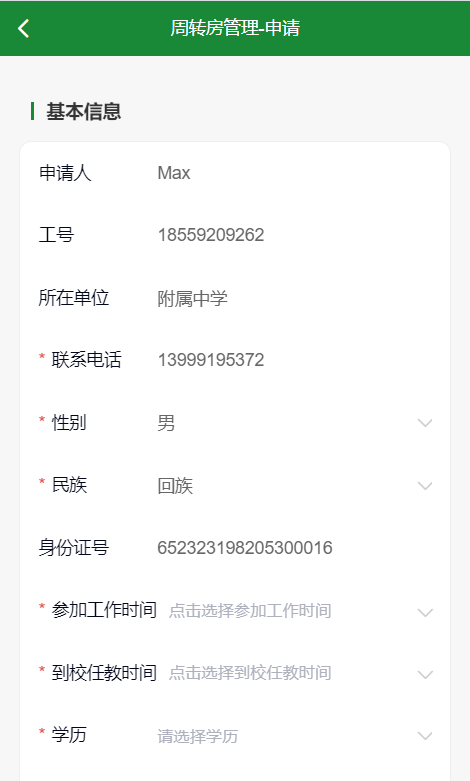 周转房管理-申请
基本信息
申请人 Max
工号 18559209262
所在单位 附属中学
* 联系电话 13999195372
* 性别 男
* 民族 回族
身份证号 652323198205300016
* 参加工作时间 点击选择参加工作时间
* 到校任教时间 点击选择到校任教时间
* 学历 请选择学历